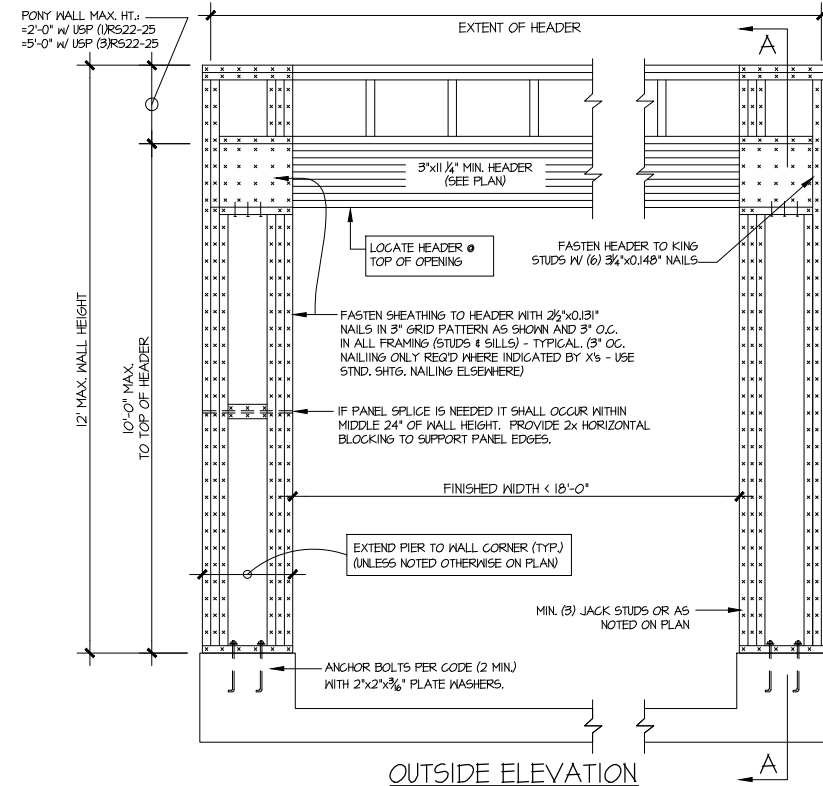 PONY WALL MAX. HT.:
=2'-0" w/ USP (1)RS22-25
=5'-0" w/ USP (3)RS22-25
EXTENT OF HEADER
A
3"x11 1/4" MIN. HEADER
(SEE PLAN)
LOCATE HEADER @
TOP OF OPENING
FASTEN HEADER TO KING
STUDS W/ (6) 3 1/4"x0.148" NAILS
12' MAX. WALL HEIGHT
10'-0" MAX.
TO TOP OF HEADER
FASTEN SHEATHING TO HEADER WITH 2 1/2"x0.131"
NAILS IN 3" GRID PATTERN AS SHOWN AND 3" O.C.
IN ALL FRAMING (STUDS & SILLS) - TYPICAL. (3" OC.
NAILIING ONLY REQ'D WHERE INDICATED BY X's - USE
STND. SHTG. NAILING ELSEWHERE)
IF PANEL SPLICE IS NEEDED IT SHALL OCCUR WITHIN
MIDDLE 24" OF WALL HEIGHT. PROVIDE 2x HORIZONTAL
BLOCKING TO SUPPORT PANEL EDGES.
FINISHED WIDTH < 18'-0"
EXTEND PIER TO WALL CORNER (TYP.)
(UNLESS NOTED OTHERWISE ON PLAN)
MIN. (3) JACK STUDS OR AS
NOTED ON PLAN
ANCHOR BOLTS PER CODE (2 MIN.)
WITH 2"x2"x3/16" PLATE WASHERS.
OUTSIDE ELEVATION
A